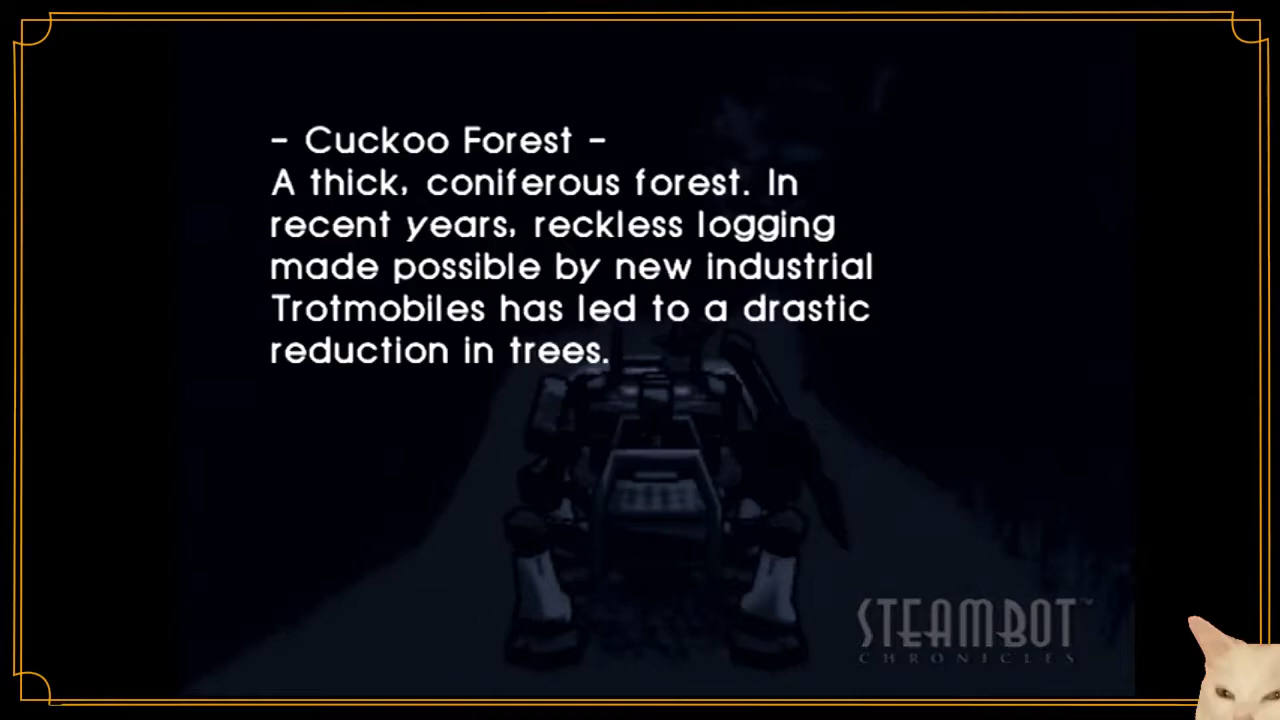 - Cuckoo Forest -
A thick, coniferous forest. In
recent years, reckless logging
made possible by new industrial
Trotmobiles has led to a drastic
reduction in trees.
STEAMBOT™
CHRONICLES